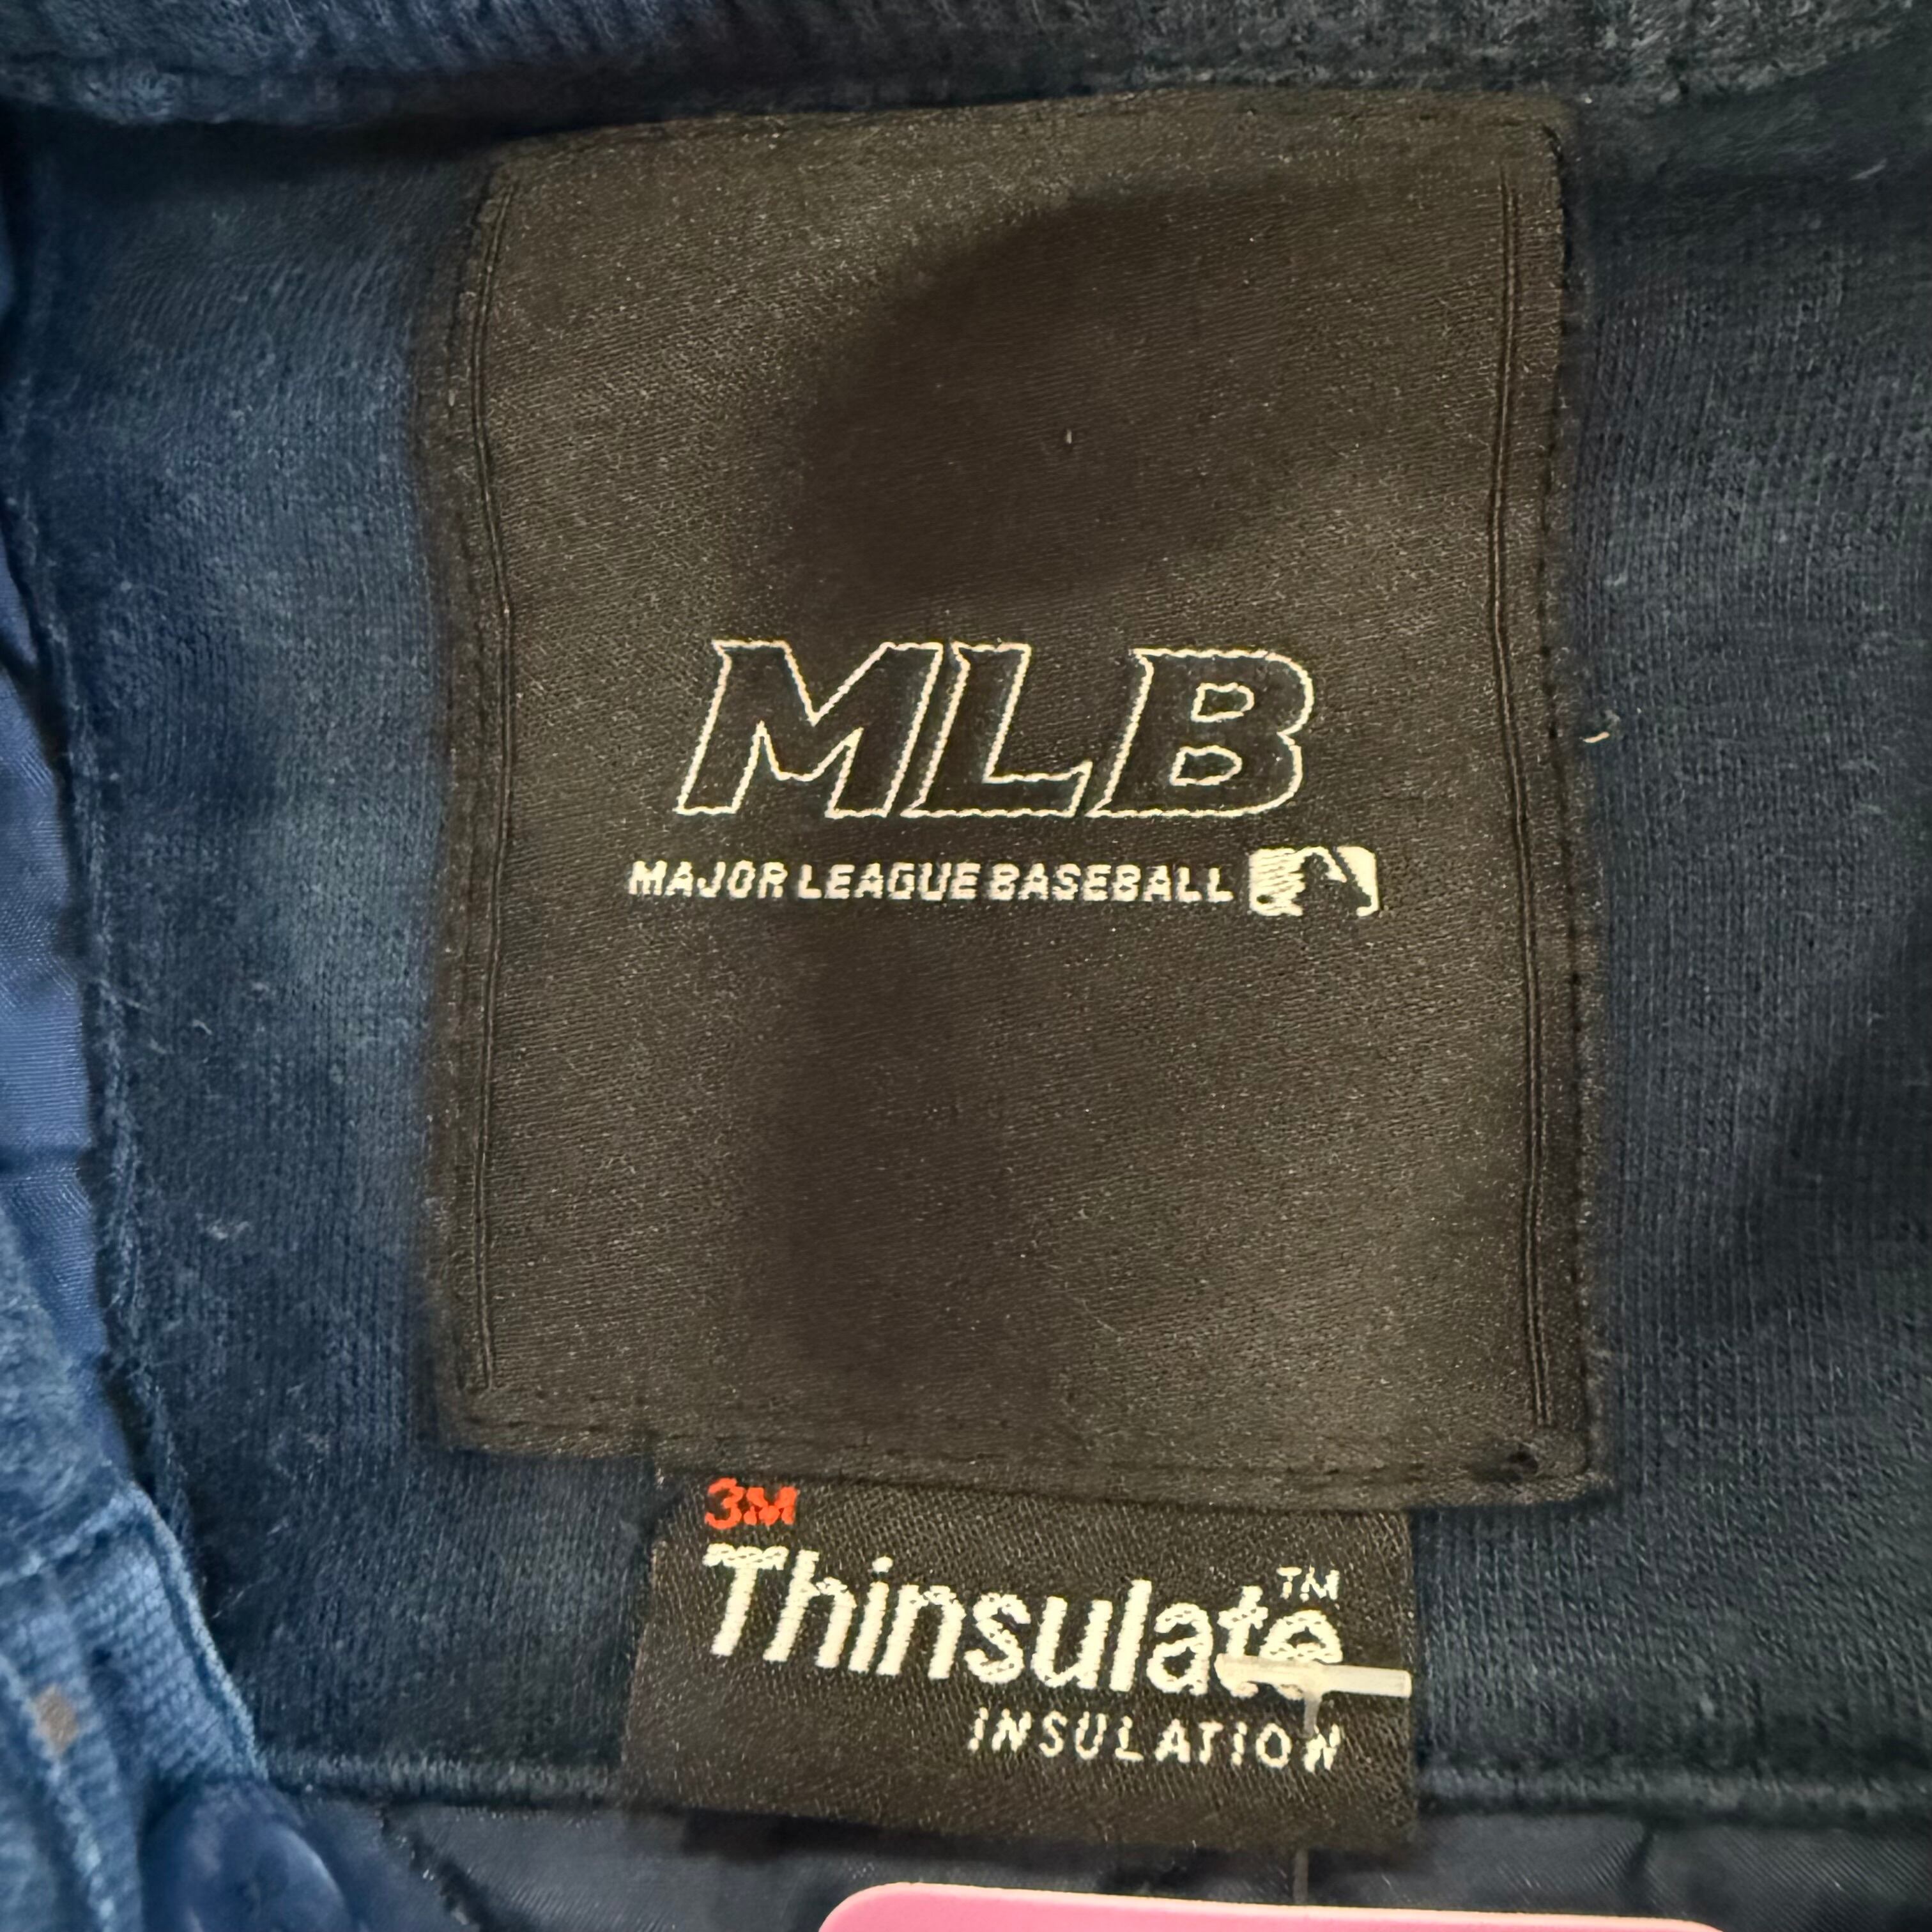 MLB
MAJOR LEAGUE BASEBALL
3M
Thinsulate™
INSULATION